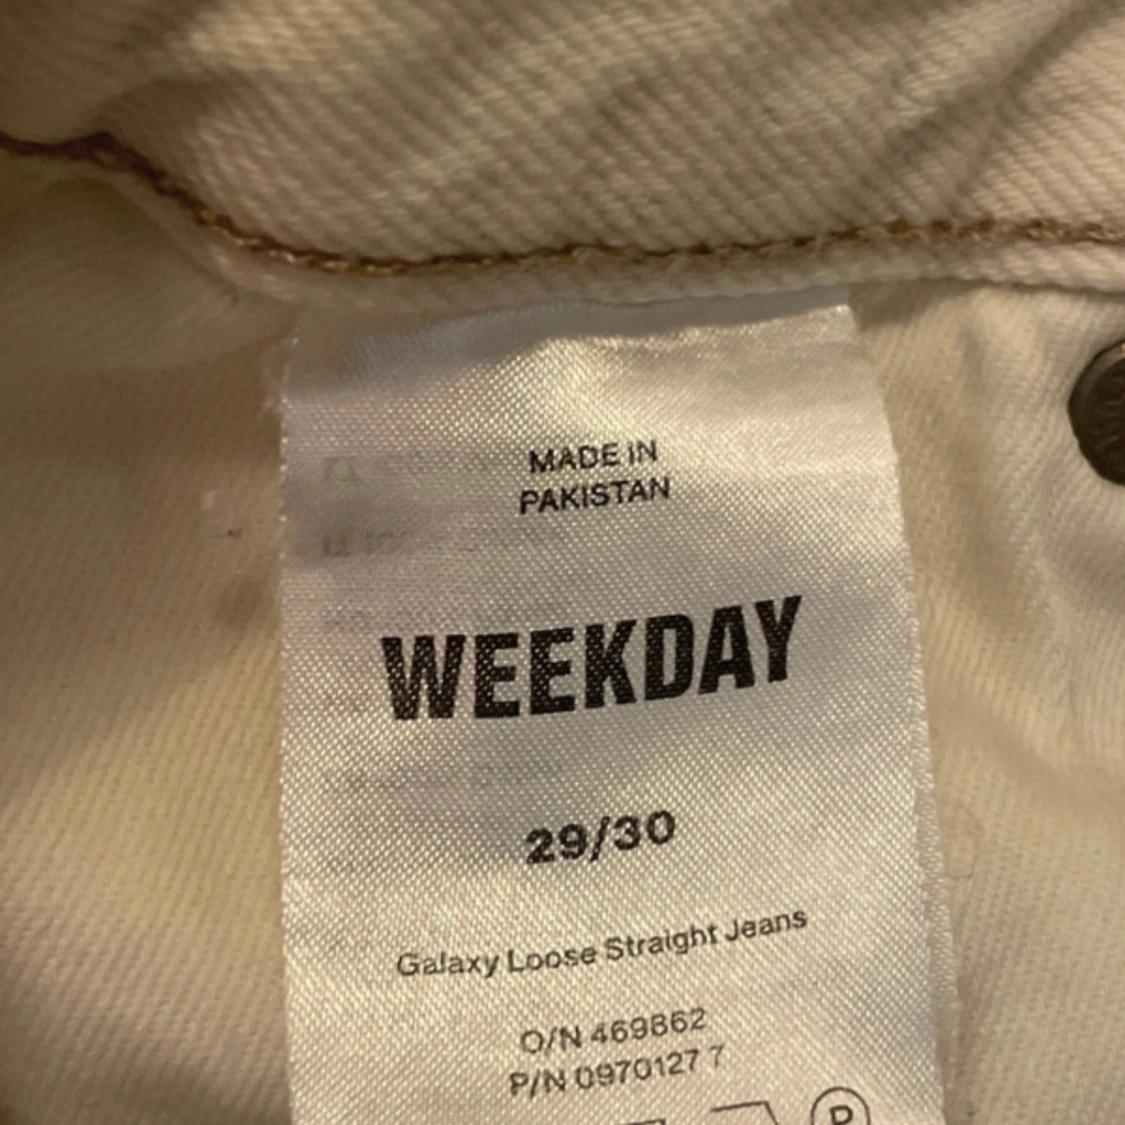 MADE IN
PAKISTAN
WEEKDAY
29/30
Galaxy Loose Straight Jeans
O/N 469862
P/N 0970127 7
P